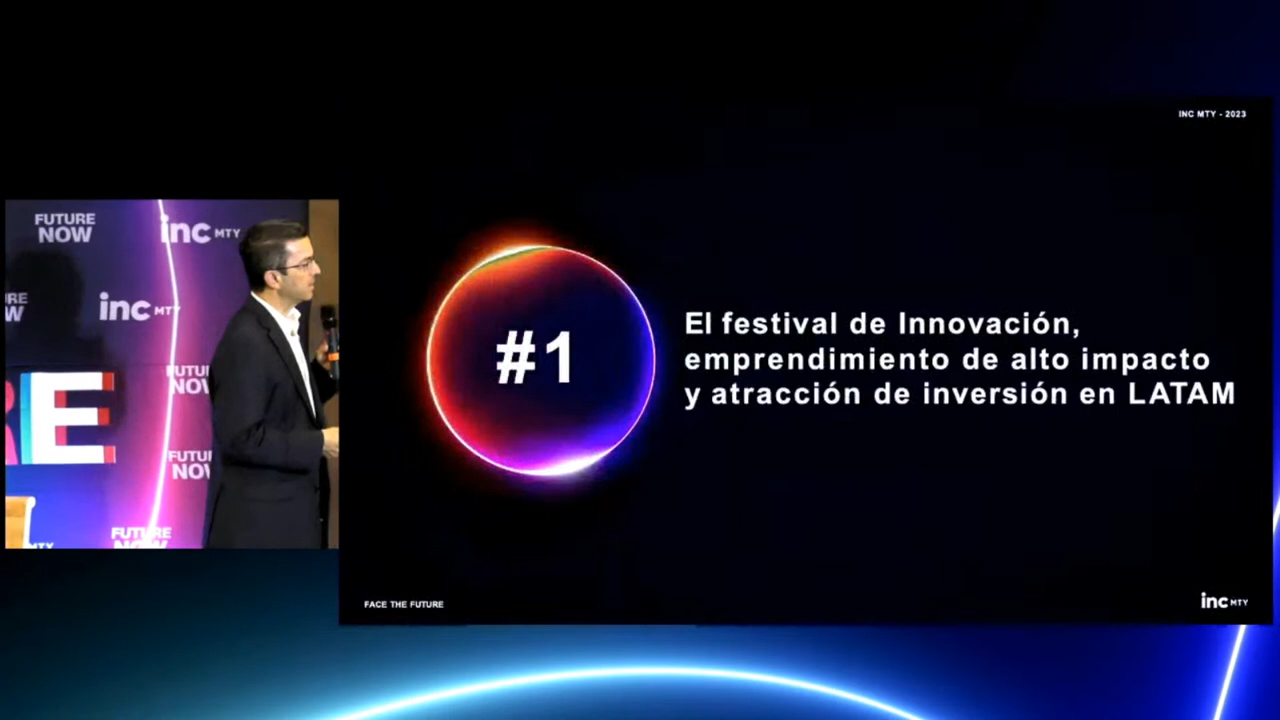 INC MTY - 2023
FUTURE
NOW
inc MTY
inc MTY
E
FUTURE
#1
El festival de Innovación,
emprendimiento de alto impacto
y atracción de inversión en LATAM
FACE THE FUTURE
inc MTY